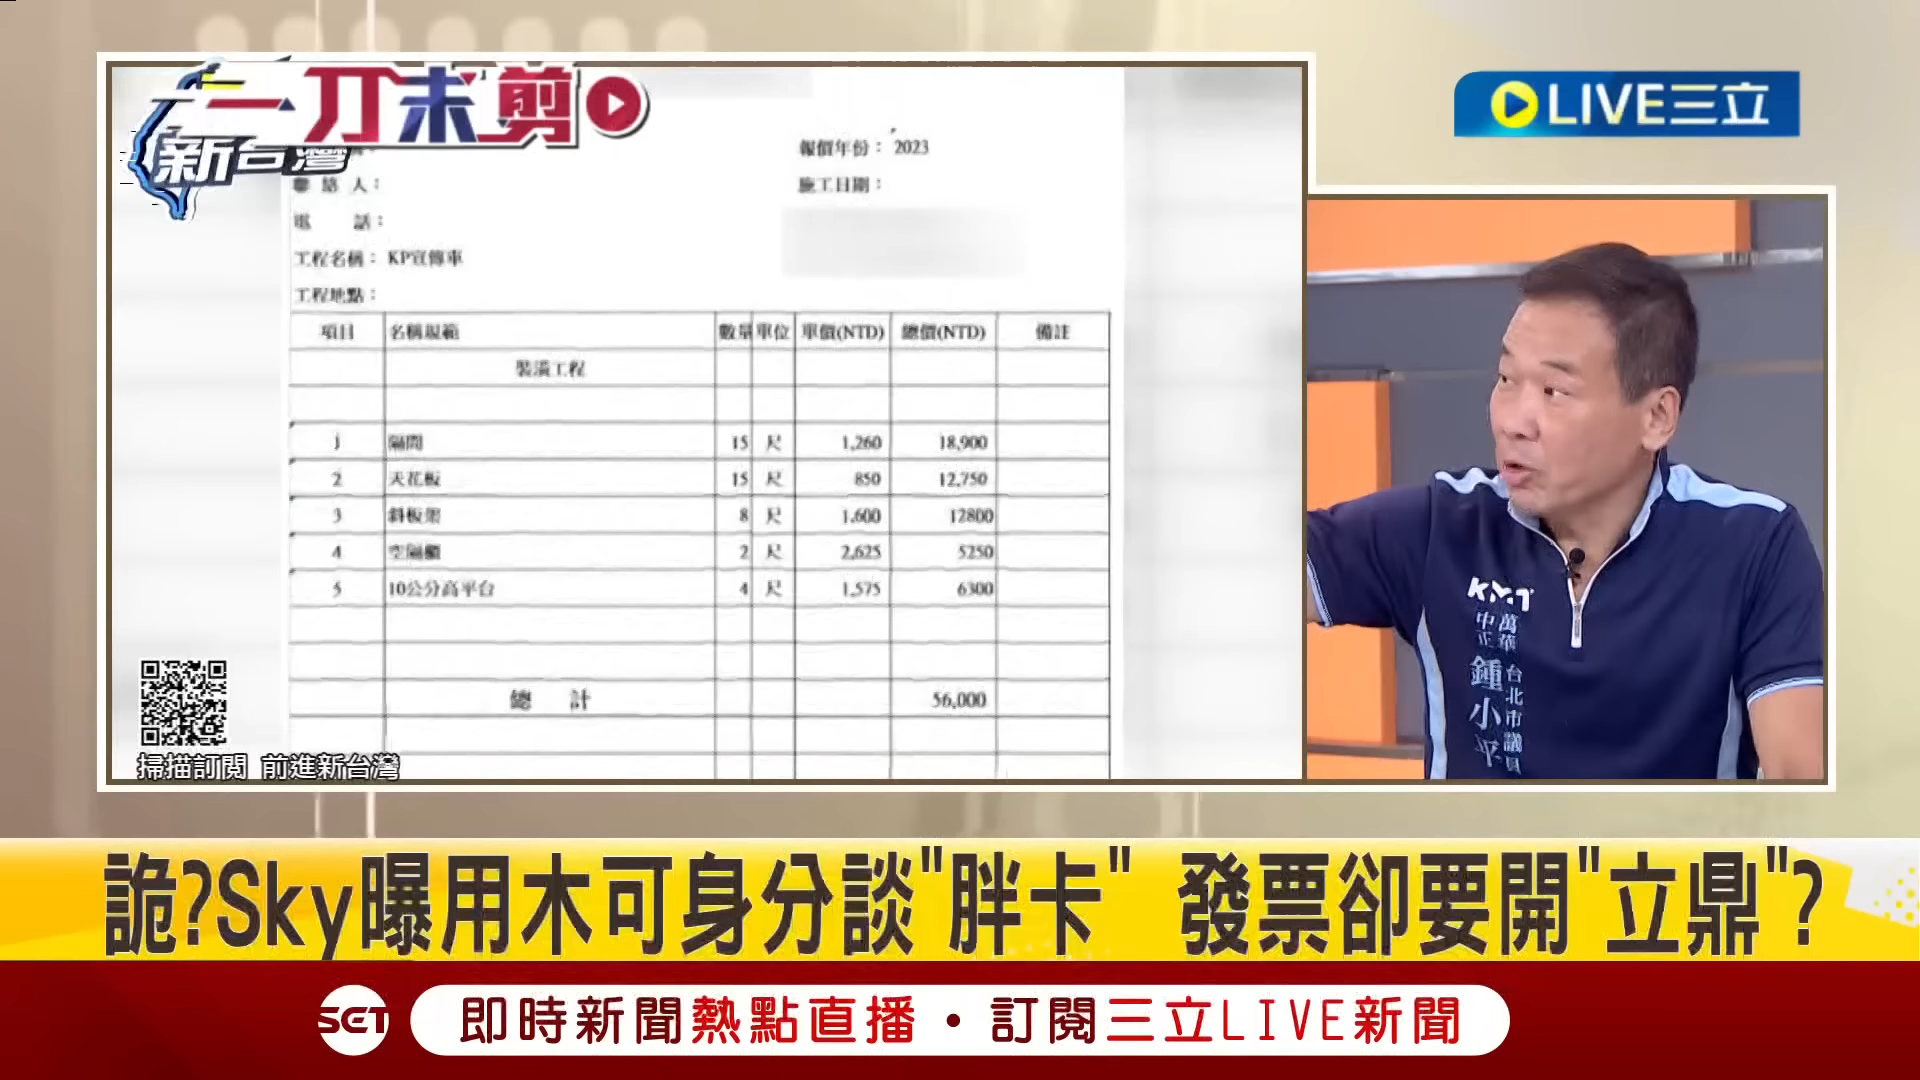 一刀未剪
新台灣
LIVE三立
報價年份： 2023
聯 絡 人：
施工日期：
電 話：
工程名稱： KP宣傳車
工程地點：
項目 名稱規範 數量 單位 單價(NTD) 總價(NTD) 備註
裝潢工程
1 隔間 15 尺 1,260 18,900
2 天花板 15 尺 850 12,750
3 斜板架 8 尺 1,600 12800
4 空隔櫃 2 尺 2,625 5250
5 10公分高平台 4 尺 1,575 6300
總 計 56,000
掃描訂閱 前進新台灣
KMT
萬華
中正
台北市議員
鍾小平
詭?Sky曝用木可身分談"胖卡" 發票卻要開"立鼎"?
SET
即時新聞熱點直播・訂閱三立LIVE新聞